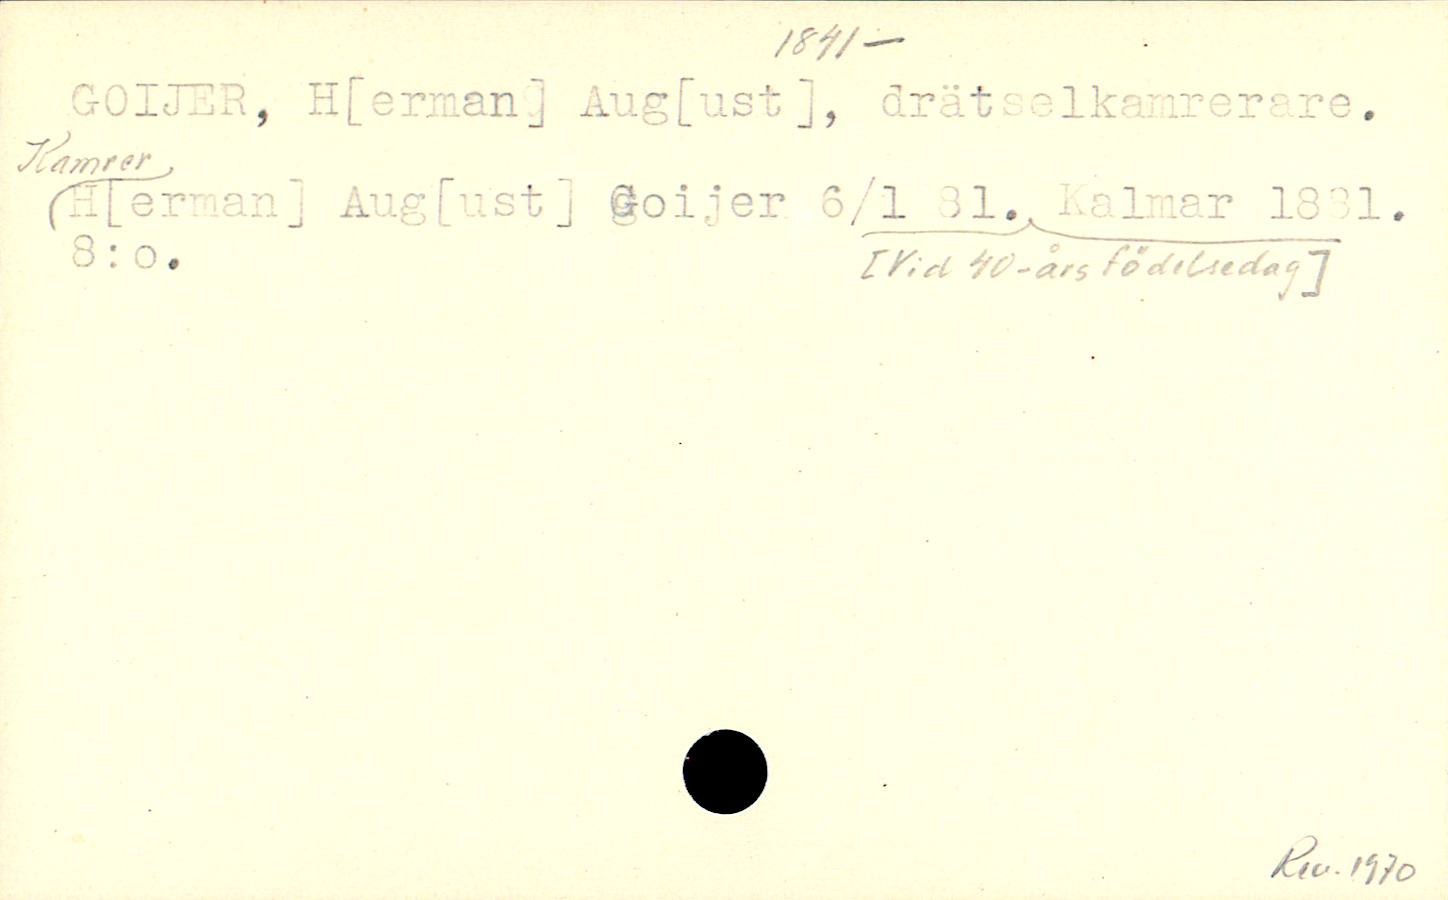 1841-
GOIJER, H[erman] Aug[ust], drätselkamrerare.
Kamrer
H[erman] Aug[ust] Goijer 6/1 81. Kalmar 1881.
8:o.
[Vid 40-års födelsedag]
Rev. 1970